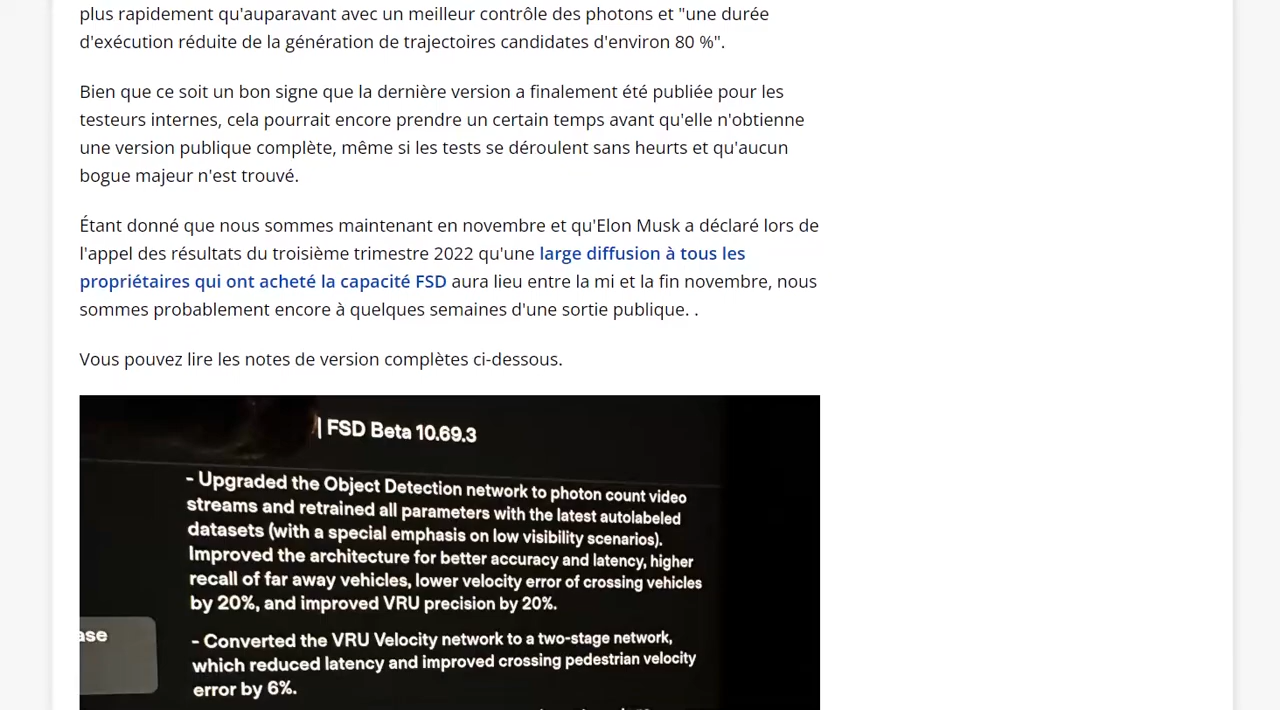 plus rapidement qu'auparavant avec un meilleur contrôle des photons et "une durée
d'exécution réduite de la génération de trajectoires candidates d'environ 80 %".
Bien que ce soit un bon signe que la dernière version a finalement été publiée pour les
testeurs internes, cela pourrait encore prendre un certain temps avant qu'elle n'obtienne
une version publique complète, même si les tests se déroulent sans heurts et qu'aucun
bogue majeur n'est trouvé.
Étant donné que nous sommes maintenant en novembre et qu'Elon Musk a déclaré lors de
l'appel des résultats du troisième trimestre 2022 qu'une large diffusion à tous les
propriétaires qui ont acheté la capacité FSD aura lieu entre la mi et la fin novembre, nous
sommes probablement encore à quelques semaines d'une sortie publique. .
Vous pouvez lire les notes de version complètes ci-dessous.
| FSD Beta 10.69.3
- Upgraded the Object Detection network to photon count video
streams and retrained all parameters with the latest autolabeled
datasets (with a special emphasis on low visibility scenarios).
Improved the architecture for better accuracy and latency, higher
recall of far away vehicles, lower velocity error of crossing vehicles
by 20%, and improved VRU precision by 20%.
ase
- Converted the VRU Velocity network to a two-stage network,
which reduced latency and improved crossing pedestrian velocity
error by 6%.